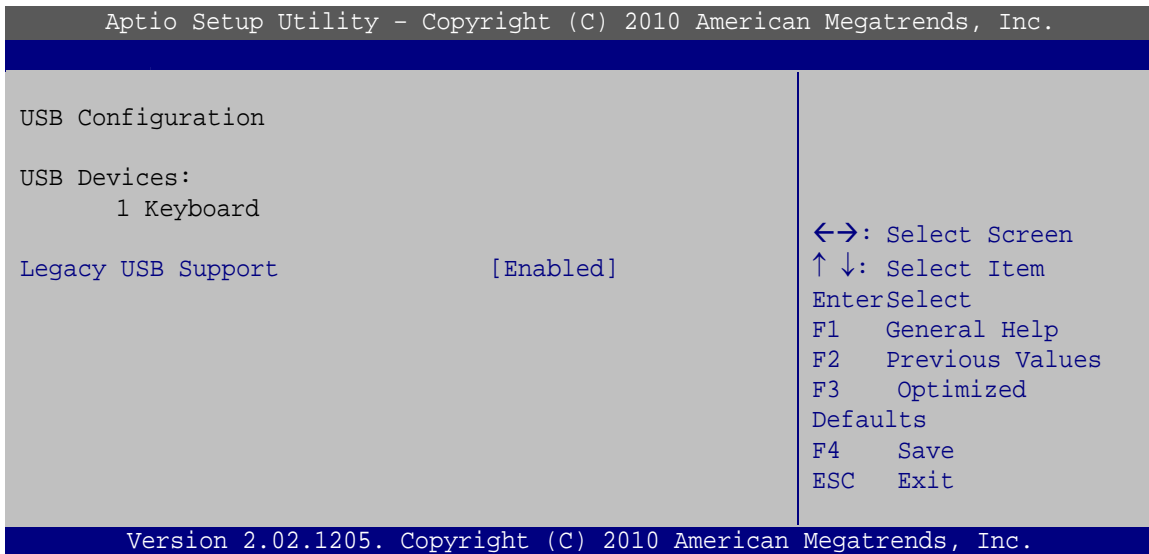 Aptio Setup Utility – Copyright (C) 2010 American Megatrends, Inc.
USB Configuration
USB Devices:
1 Keyboard
Legacy USB Support [Enabled]
←→: Select Screen
↑ ↓: Select Item
EnterSelect
F1 General Help
F2 Previous Values
F3 Optimized
Defaults
F4 Save
ESC Exit
Version 2.02.1205. Copyright (C) 2010 American Megatrends, Inc.